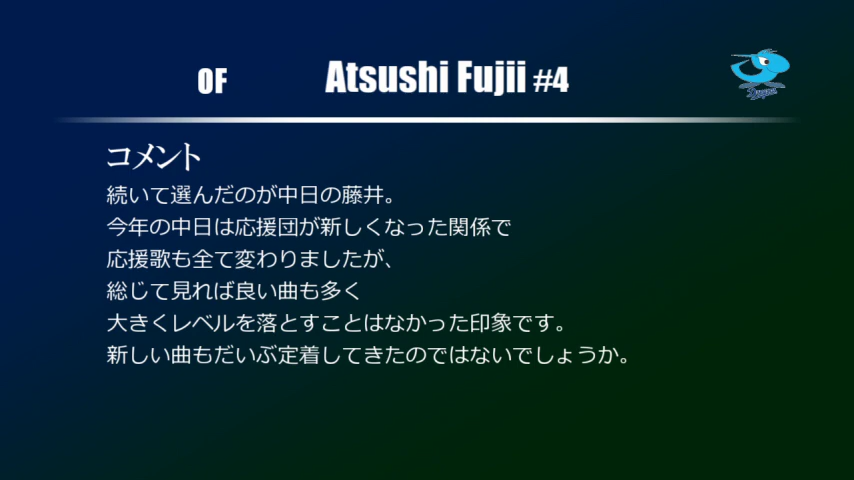 OF Atsushi Fujii #4
Dragons
コメント
続いて選んだのが中日の藤井。
今年の中日は応援団が新しくなった関係で
応援歌も全て変わりましたが、
総じて見れば良い曲も多く
大きくレベルを落とすことはなかった印象です。
新しい曲もだいぶ定着してきたのではないでしょうか。